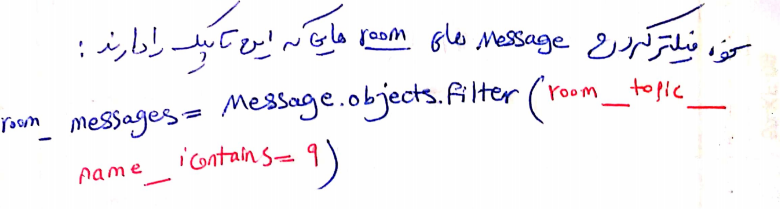 نحوه فیلتر کردن Message های room هایی که این تاپیک را دارند :
room_messages = Message.objects.filter(room__topic__
name__icontains= q)